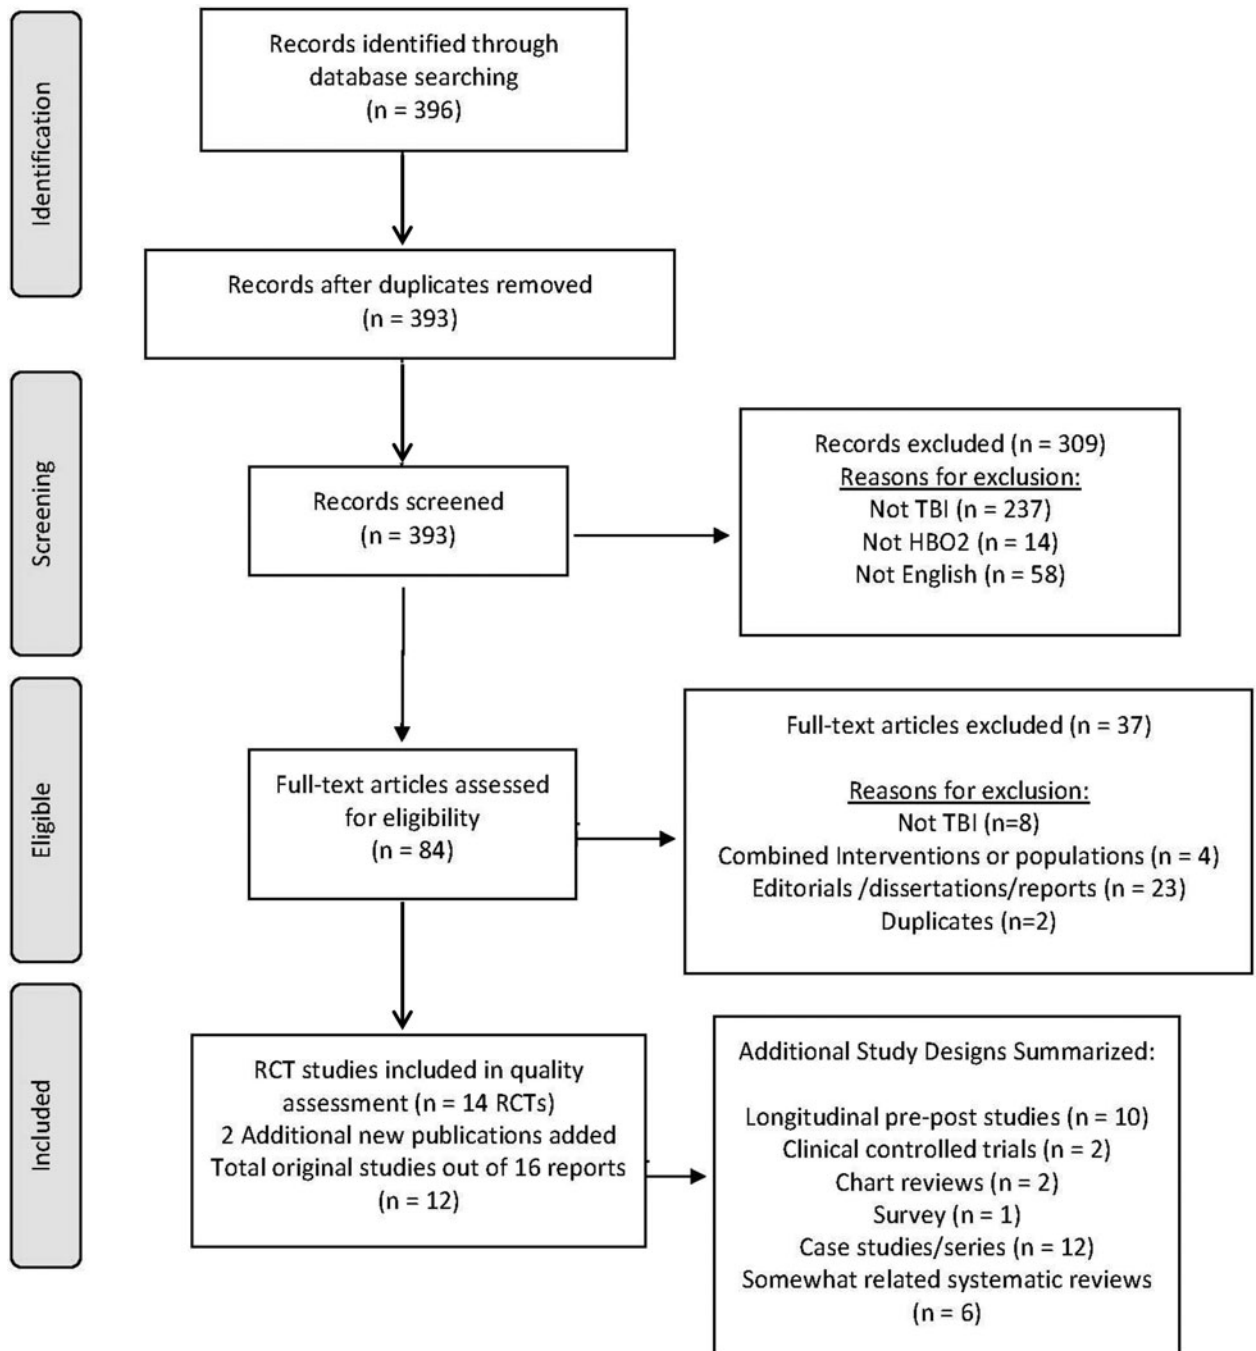 Identification
Records identified through
database searching
(n = 396)
Records after duplicates removed
(n = 393)
Screening
Records screened
(n = 393)
Records excluded (n = 309)
Reasons for exclusion:
Not TBI (n = 237)
Not HBO2 (n = 14)
Not English (n = 58)
Eligible
Full-text articles assessed
for eligibility
(n = 84)
Full-text articles excluded (n = 37)
Reasons for exclusion:
Not TBI (n=8)
Combined Interventions or populations (n = 4)
Editorials /dissertations/reports (n = 23)
Duplicates (n=2)
Included
RCT studies included in quality
assessment (n = 14 RCTs)
2 Additional new publications added
Total original studies out of 16 reports
(n = 12)
Additional Study Designs Summarized:
Longitudinal pre-post studies (n = 10)
Clinical controlled trials (n = 2)
Chart reviews (n = 2)
Survey (n = 1)
Case studies/series (n = 12)
Somewhat related systematic reviews
(n = 6)